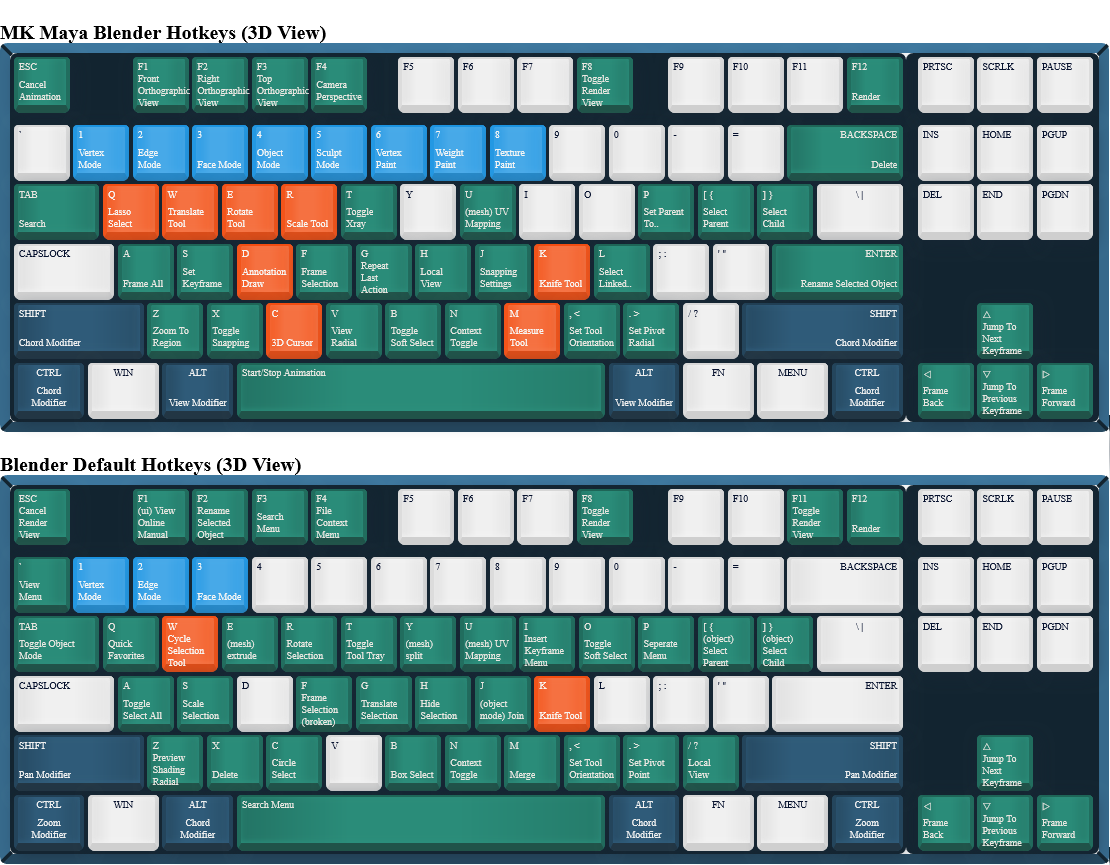 MK Maya Blender Hotkeys (3D View)
ESC
Cancel
Animation
F1
Front
Orthographic
View
F2
Right
Orthographic
View
F3
Top
Orthographic
View
F4
Camera
Perspective
F5
F6
F7
F8
Toggle
Render
View
F9
F10
F11
F12
Render
PRTSC
SCRLK
PAUSE
`
1
Vertex
Mode
2
Edge
Mode
3
Face Mode
4
Object
Mode
5
Sculpt
Mode
6
Vertex
Paint
7
Weight
Paint
8
Texture
Paint
9
0
-
=
BACKSPACE
Delete
INS
HOME
PGUP
TAB
Search
Q
Lasso
Select
W
Translate
Tool
E
Rotate
Tool
R
Scale Tool
T
Toggle
Xray
Y
U
(mesh) UV
Mapping
I
O
P
Set Parent
To..
[ {
Select
Parent
] }
Select
Child
\ |
DEL
END
PGDN
CAPSLOCK
A
Frame All
S
Set
Keyframe
D
Annotation
Draw
F
Frame
Selection
G
Repeat
Last
Action
H
Local
View
J
Snapping
Settings
K
Knife Tool
L
Select
Linked..
; :
' "
ENTER
Rename Selected Object
SHIFT
Chord Modifier
Z
Zoom To
Region
X
Toggle
Snapping
C
3D Cursor
V
View
Radial
B
Toggle
Soft Select
N
Context
Toggle
M
Measure
Tool
, <
Set Tool
Orientation
. >
Set Pivot
Radial
/ ?
SHIFT
Chord Modifier
△
Jump To
Next
Keyframe
CTRL
Chord
Modifier
WIN
ALT
View Modifier
Start/Stop Animation
ALT
View Modifier
FN
MENU
CTRL
Chord
Modifier
◁
Frame
Back
▽
Jump To
Previous
Keyframe
▷
Frame
Forward
Blender Default Hotkeys (3D View)
ESC
Cancel
Render
View
F1
(ui) View
Online
Manual
F2
Rename
Selected
Object
F3
Search
Menu
F4
File
Context
Menu
F5
F6
F7
F8
Toggle
Render
View
F9
F10
F11
Toggle
Render
View
F12
Render
PRTSC
SCRLK
PAUSE
`
View
Menu
1
Vertex
Mode
2
Edge
Mode
3
Face Mode
4
5
6
7
8
9
0
-
=
BACKSPACE
INS
HOME
PGUP
TAB
Toggle Object
Mode
Q
Quick
Favorites
W
Cycle
Selection
Tool
E
(mesh)
extrude
R
Rotate
Selection
T
Toggle
Tool Tray
Y
(mesh)
split
U
(mesh) UV
Mapping
I
Insert
Keyframe
Menu
O
Toggle
Soft Select
P
Seperate
Menu
[ {
(object)
Select
Parent
] }
(object)
Select
Child
\ |
DEL
END
PGDN
CAPSLOCK
A
Toggle
Select All
S
Scale
Selection
D
F
Frame
Selection
(broken)
G
Translate
Selection
H
Hide
Selection
J
(object
mode) Join
K
Knife Tool
L
; :
' "
ENTER
SHIFT
Pan Modifier
Z
Preview
Shading
Radial
X
Delete
C
Circle
Select
V
B
Box Select
N
Context
Toggle
M
Merge
, <
Set Tool
Orientation
. >
Set Pivot
Point
/ ?
Local
View
SHIFT
Pan Modifier
△
Jump To
Next
Keyframe
CTRL
Zoom
Modifier
WIN
ALT
Chord
Modifier
Search Menu
ALT
Chord
Modifier
FN
MENU
CTRL
Zoom
Modifier
◁
Frame
Back
▽
Jump To
Previous
Keyframe
▷
Frame
Forward